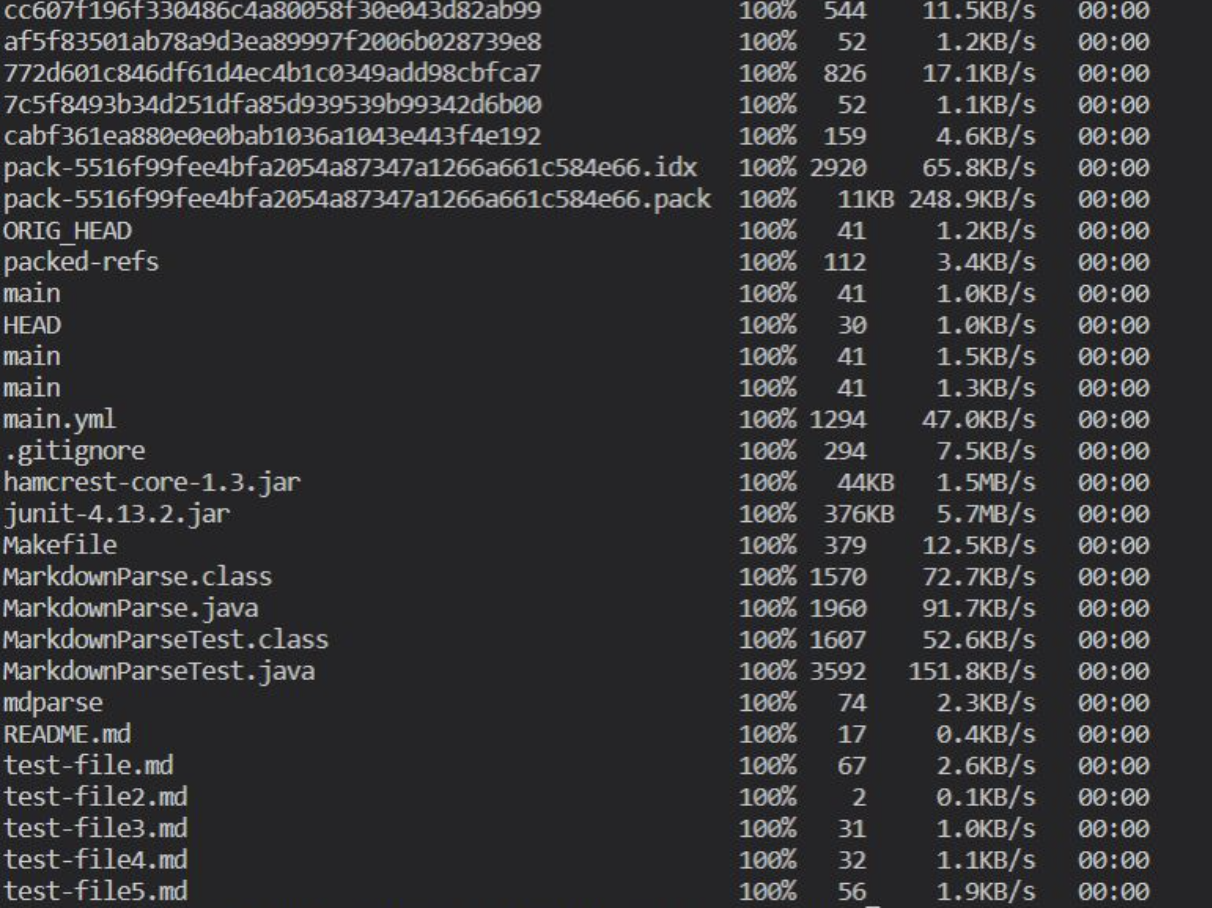 cc607f196f330486c4a80058f30e043d82ab99 100% 544 11.5KB/s 00:00
af5f83501ab78a9d3ea89997f2006b028739e8 100% 52 1.2KB/s 00:00
772d601c846df61d4ec4b1c0349add98cbfca7 100% 826 17.1KB/s 00:00
7c5f8493b34d251dfa85d939539b99342d6b00 100% 52 1.1KB/s 00:00
cabf361ea880e0e0bab1036a1043e443f4e192 100% 159 4.6KB/s 00:00
pack-5516f99fee4bfa2054a87347a1266a661c584e66.idx 100% 2920 65.8KB/s 00:00
pack-5516f99fee4bfa2054a87347a1266a661c584e66.pack 100% 11KB 248.9KB/s 00:00
ORIG_HEAD 100% 41 1.2KB/s 00:00
packed-refs 100% 112 3.4KB/s 00:00
main 100% 41 1.0KB/s 00:00
HEAD 100% 30 1.0KB/s 00:00
main 100% 41 1.5KB/s 00:00
main 100% 41 1.3KB/s 00:00
main.yml 100% 1294 47.0KB/s 00:00
.gitignore 100% 294 7.5KB/s 00:00
hamcrest-core-1.3.jar 100% 44KB 1.5MB/s 00:00
junit-4.13.2.jar 100% 376KB 5.7MB/s 00:00
Makefile 100% 379 12.5KB/s 00:00
MarkdownParse.class 100% 1570 72.7KB/s 00:00
MarkdownParse.java 100% 1960 91.7KB/s 00:00
MarkdownParseTest.class 100% 1607 52.6KB/s 00:00
MarkdownParseTest.java 100% 3592 151.8KB/s 00:00
mdparse 100% 74 2.3KB/s 00:00
README.md 100% 17 0.4KB/s 00:00
test-file.md 100% 67 2.6KB/s 00:00
test-file2.md 100% 2 0.1KB/s 00:00
test-file3.md 100% 31 1.0KB/s 00:00
test-file4.md 100% 32 1.1KB/s 00:00
test-file5.md 100% 56 1.9KB/s 00:00